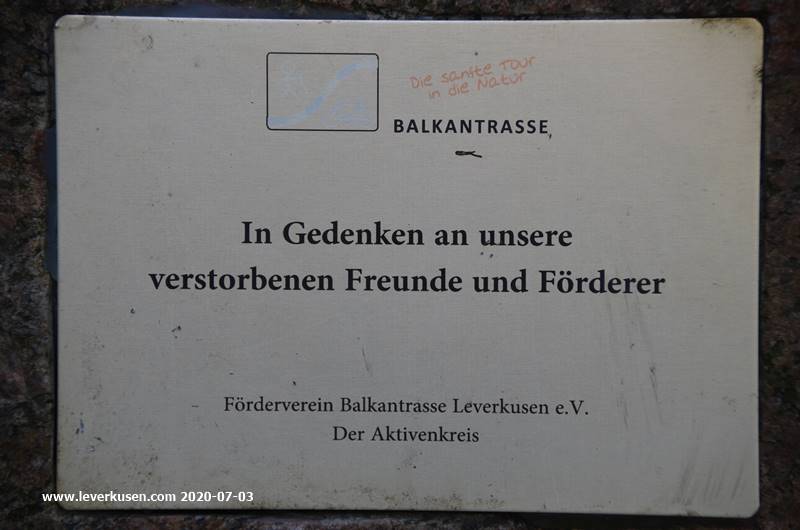 Die sanfte Tour
in die Natur
BALKANTRASSE
In Gedenken an unsere
verstorbenen Freunde und Förderer
Förderverein Balkantrasse Leverkusen e.V.
Der Aktivenkreis
www.leverkusen.com 2020-07-03